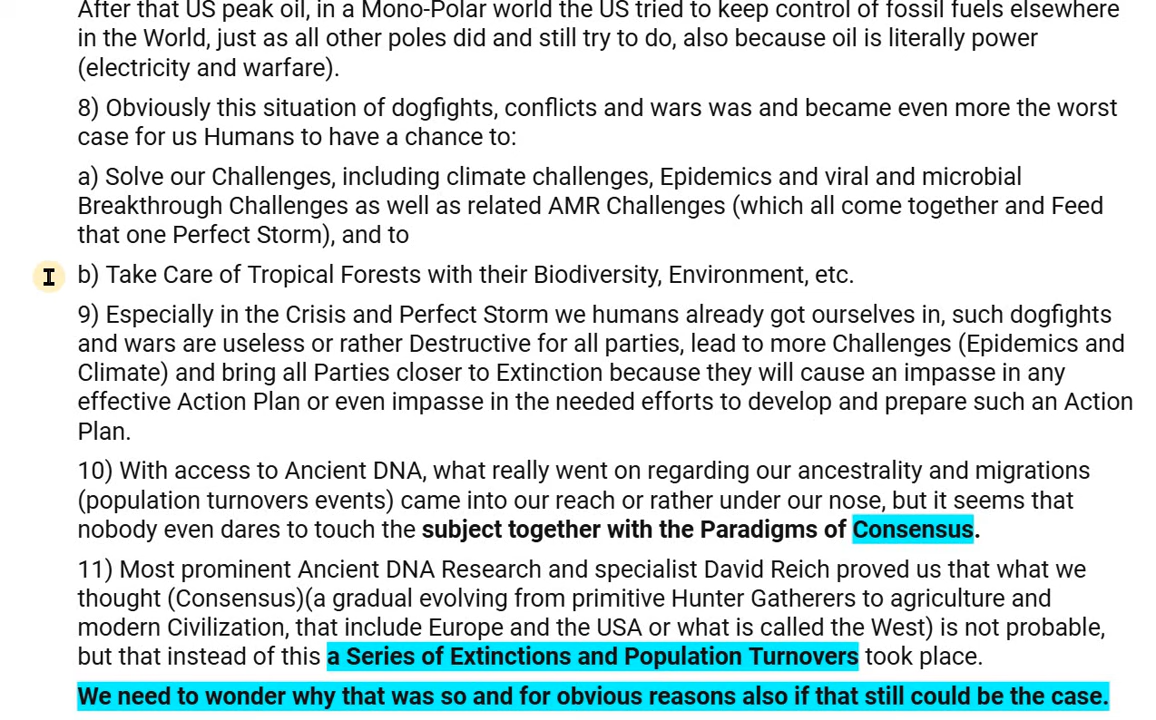 After that US peak oil, in a Mono-Polar world the US tried to keep control of fossil fuels elsewhere
in the World, just as all other poles did and still try to do, also because oil is literally power
(electricity and warfare).
8) Obviously this situation of dogfights, conflicts and wars was and became even more the worst
case for us Humans to have a chance to:
a) Solve our Challenges, including climate challenges, Epidemics and viral and microbial
Breakthrough Challenges as well as related AMR Challenges (which all come together and Feed
that one Perfect Storm), and to
b) Take Care of Tropical Forests with their Biodiversity, Environment, etc.
9) Especially in the Crisis and Perfect Storm we humans already got ourselves in, such dogfights
and wars are useless or rather Destructive for all parties, lead to more Challenges (Epidemics and
Climate) and bring all Parties closer to Extinction because they will cause an impasse in any
effective Action Plan or even impasse in the needed efforts to develop and prepare such an Action
Plan.
10) With access to Ancient DNA, what really went on regarding our ancestrality and migrations
(population turnovers events) came into our reach or rather under our nose, but it seems that
nobody even dares to touch the subject together with the Paradigms of Consensus.
11) Most prominent Ancient DNA Research and specialist David Reich proved us that what we
thought (Consensus)(a gradual evolving from primitive Hunter Gatherers to agriculture and
modern Civilization, that include Europe and the USA or what is called the West) is not probable,
but that instead of this a Series of Extinctions and Population Turnovers took place.
We need to wonder why that was so and for obvious reasons also if that still could be the case.